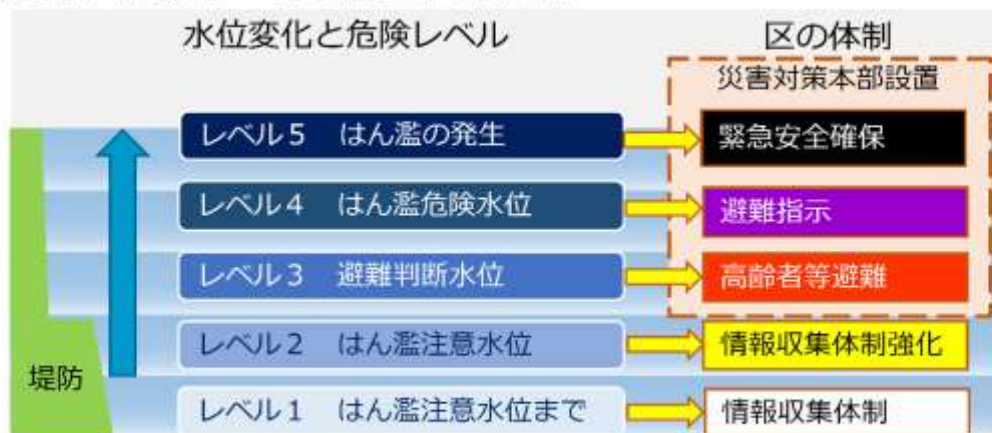 水位変化と危険レベル
区の体制
災害対策本部設置
レベル5 はん濫の発生
緊急安全確保
レベル4 はん濫危険水位
避難指示
レベル3 避難判断水位
高齢者等避難
レベル2 はん濫注意水位
情報収集体制強化
堤防
レベル1 はん濫注意水位まで
情報収集体制